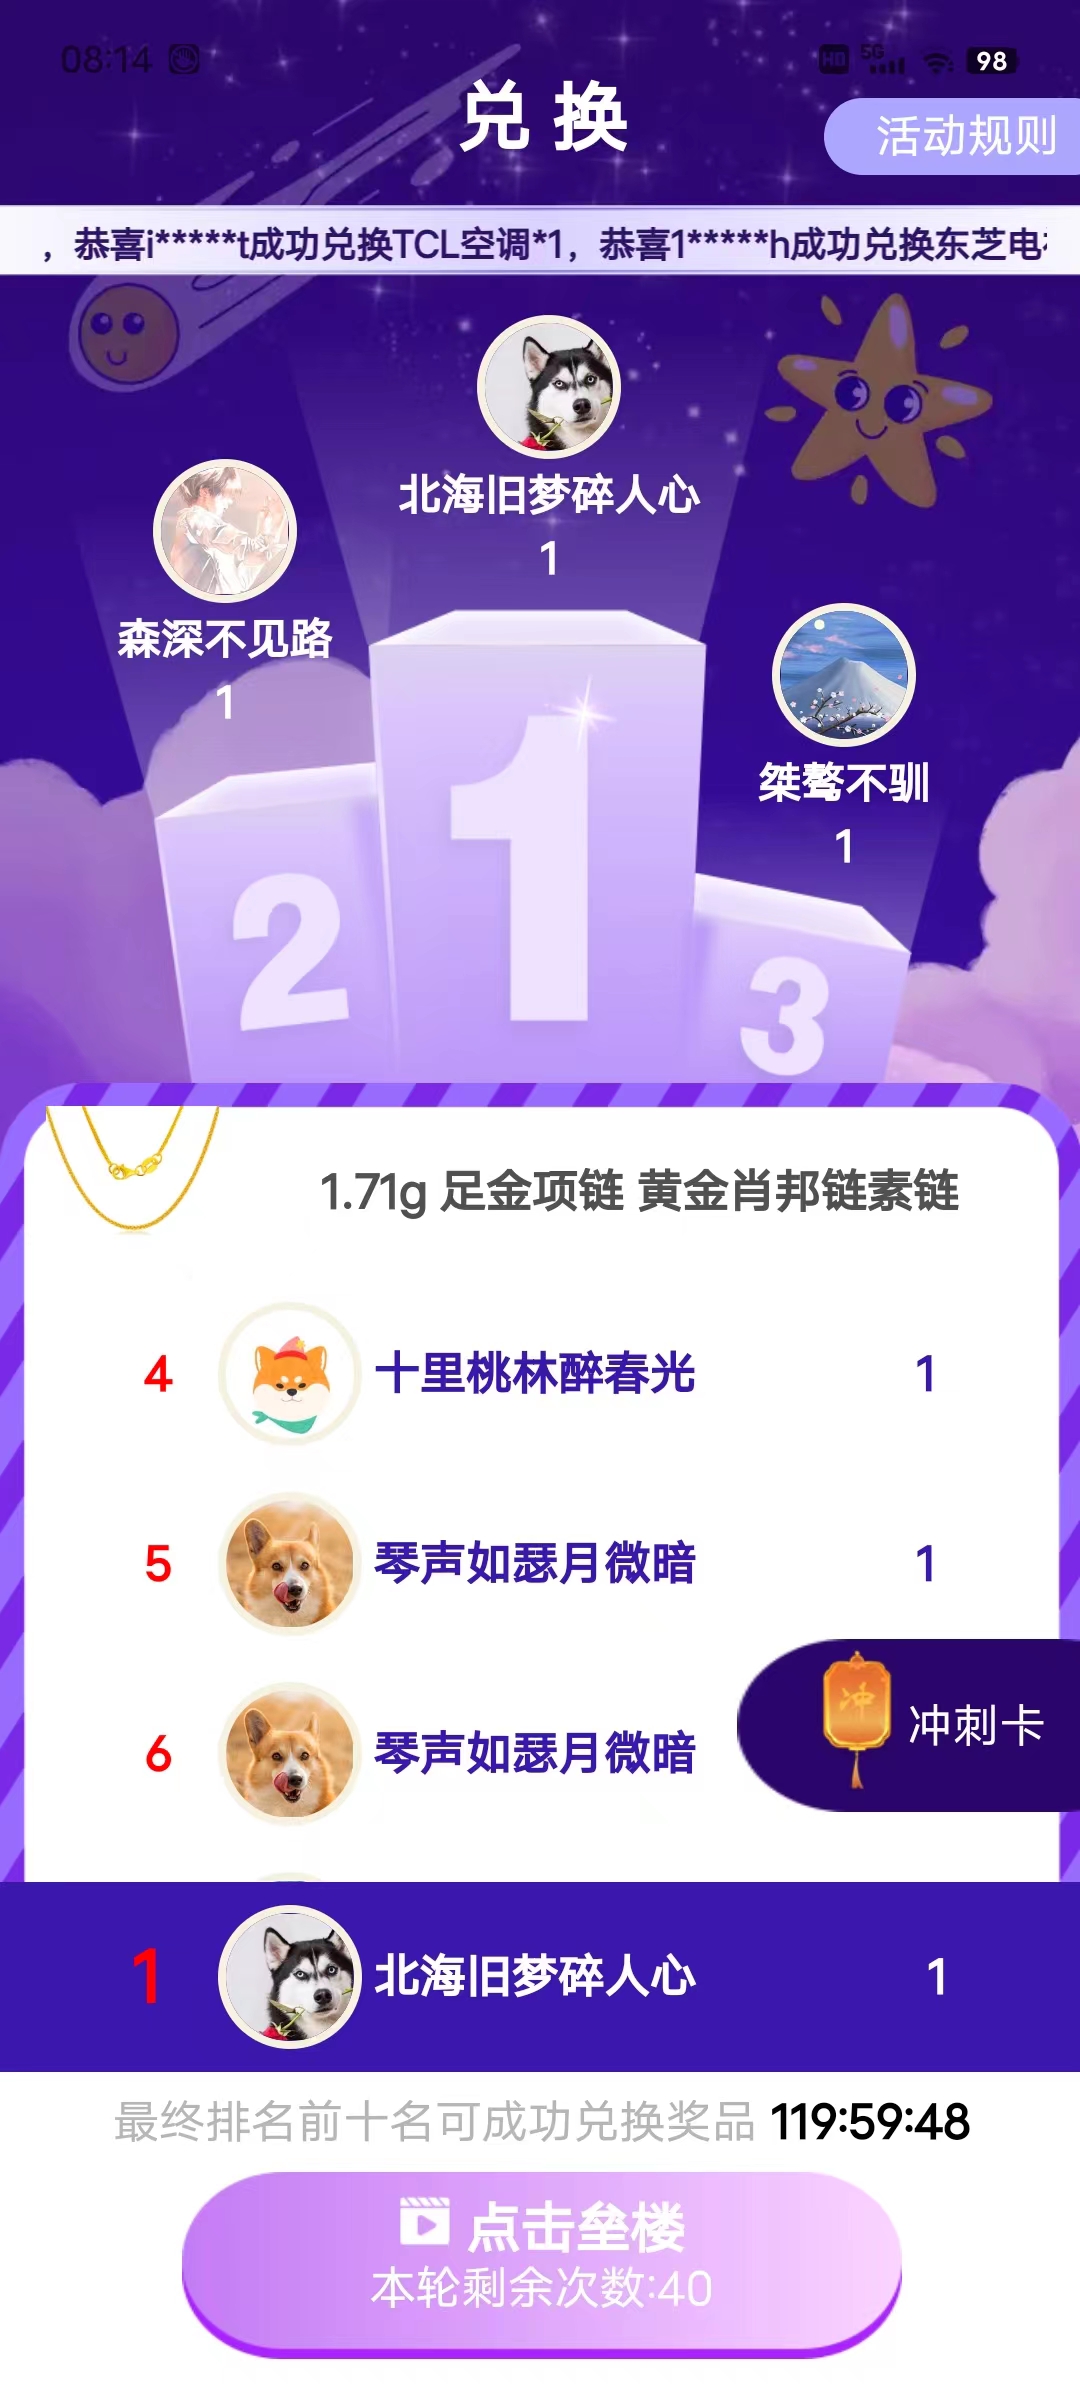 08:14
HD 5G 98
兑换
活动规则
，恭喜i*****t成功兑换TCL空调*1，恭喜1*****h成功兑换东芝电
北海旧梦碎人心
1
森深不见路
1
桀骜不驯
1
1
2
3
1.71g 足金项链 黄金肖邦链素链
4 十里桃林醉春光 1
5 琴声如瑟月微暗 1
6 琴声如瑟月微暗
冲
冲刺卡
1 北海旧梦碎人心 1
最终排名前十名可成功兑换奖品 119:59:48
点击垒楼
本轮剩余次数:40